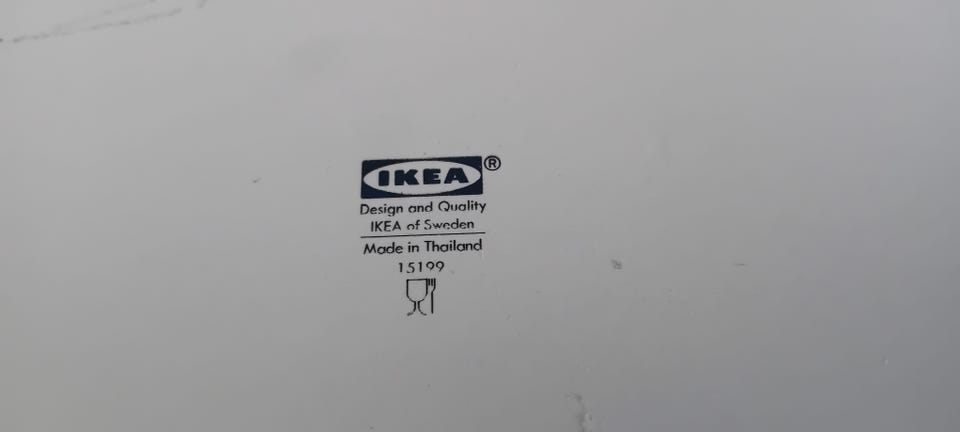 IKEA®
Design and Quality
IKEA of Sweden
Made in Thailand
15199